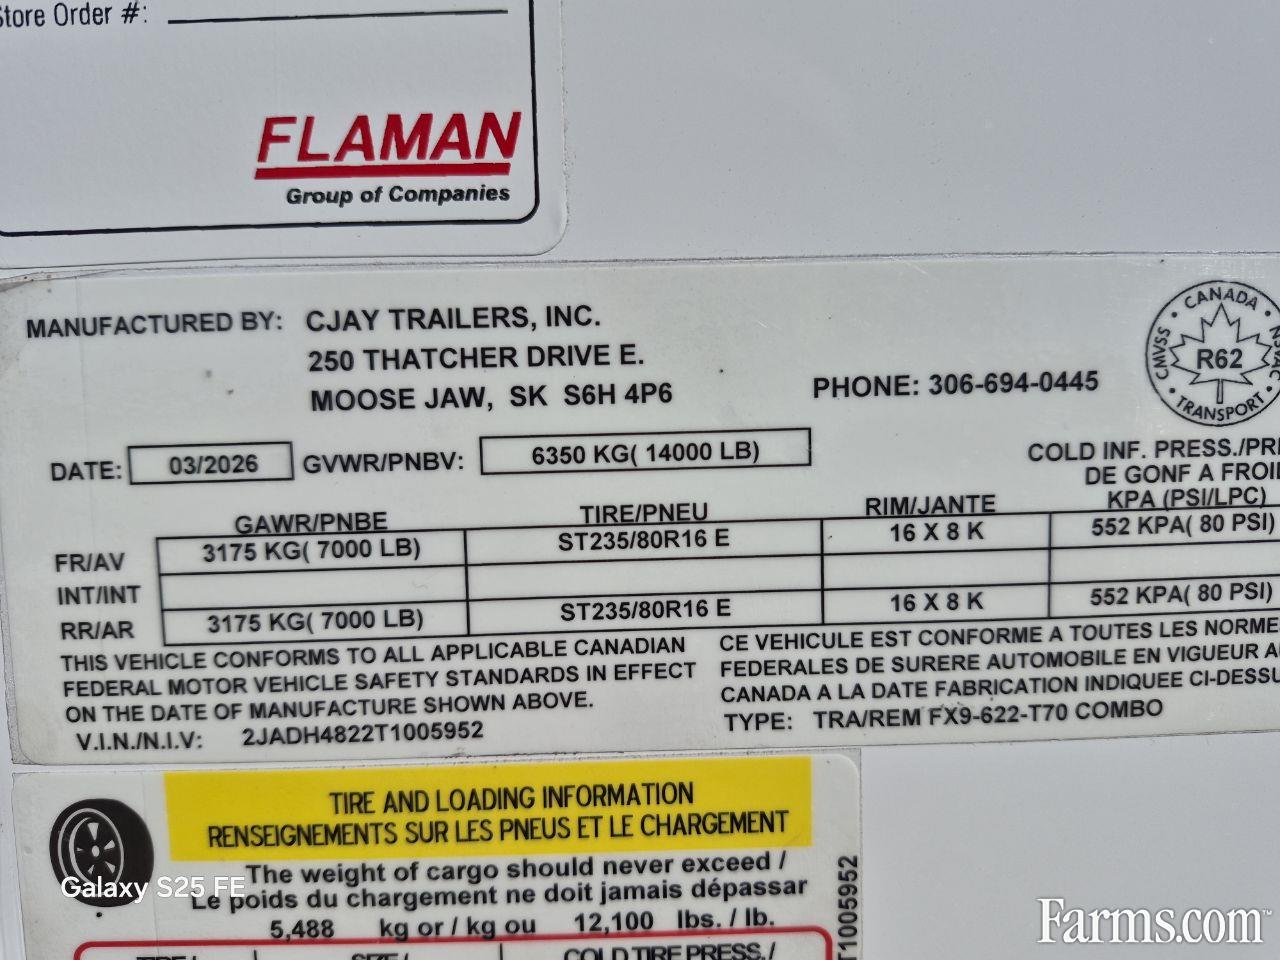 Store Order #:
FLAMAN
Group of Companies
MANUFACTURED BY: CJAY TRAILERS, INC.
250 THATCHER DRIVE E.
MOOSE JAW, SK S6H 4P6
PHONE: 306-694-0445
CANADA
CMVSS
NSVAC
R62
TRANSPORT
DATE: 03/2026 GVWR/PNBV: 6350 KG( 14000 LB)
COLD INF. PRESS./PRE
DE GONF A FROID
KPA (PSI/LPC)
GAWR/PNBE TIRE/PNEU RIM/JANTE
FR/AV 3175 KG( 7000 LB) ST235/80R16 E 16 X 8 K 552 KPA( 80 PSI)
INT/INT
RR/AR 3175 KG( 7000 LB) ST235/80R16 E 16 X 8 K 552 KPA( 80 PSI)
THIS VEHICLE CONFORMS TO ALL APPLICABLE CANADIAN
FEDERAL MOTOR VEHICLE SAFETY STANDARDS IN EFFECT
ON THE DATE OF MANUFACTURE SHOWN ABOVE.
V.I.N./N.I.V: 2JADH4822T1005952
CE VEHICULE EST CONFORME A TOUTES LES NORME
FEDERALES DE SURERE AUTOMOBILE EN VIGUEUR A
CANADA A LA DATE FABRICATION INDIQUEE CI-DESSU
TYPE: TRA/REM FX9-622-T70 COMBO
TIRE AND LOADING INFORMATION
RENSEIGNEMENTS SUR LES PNEUS ET LE CHARGEMENT
The weight of cargo should never exceed /
Le poids du chargement ne doit jamais dépassar
5,488 kg or / kg ou 12,100 lbs. / lb.
TIRE / SIZE / COLD TIRE PRESS./
T1005952
Galaxy S25 FE
Farms.com